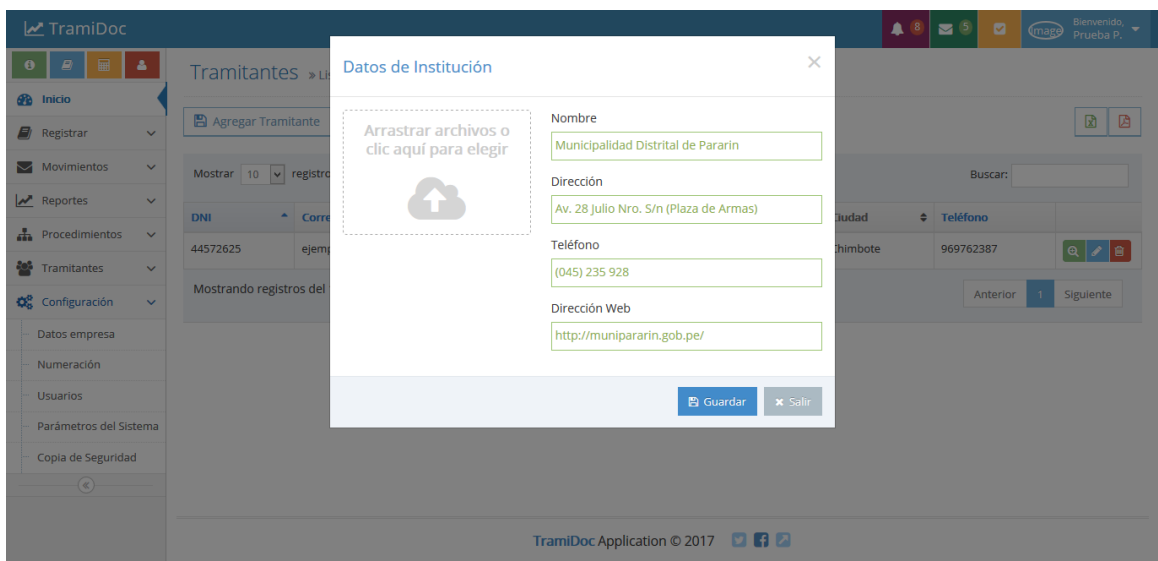 TramiDoc
8
5
image
Bienvenido,
Prueba P.
Inicio
Registrar
Movimientos
Reportes
Procedimientos
Tramitantes
Configuración
Datos empresa
Numeración
Usuarios
Parámetros del Sistema
Copia de Seguridad
Tramitantes »
Agregar Tramitante
Mostrar 10
Buscar:
DNI
Ciudad Teléfono
44572625
Chimbote 969762387
Mostrando registros del
Anterior 1 Siguiente
Datos de Institución
Arrastrar archivos o
clic aquí para elegir
Nombre
Municipalidad Distrital de Pararin
Dirección
Av. 28 Julio Nro. S/n (Plaza de Armas)
Teléfono
(045) 235 928
Dirección Web
http://munipararin.gob.pe/
Guardar
Salir
TramiDoc Application © 2017